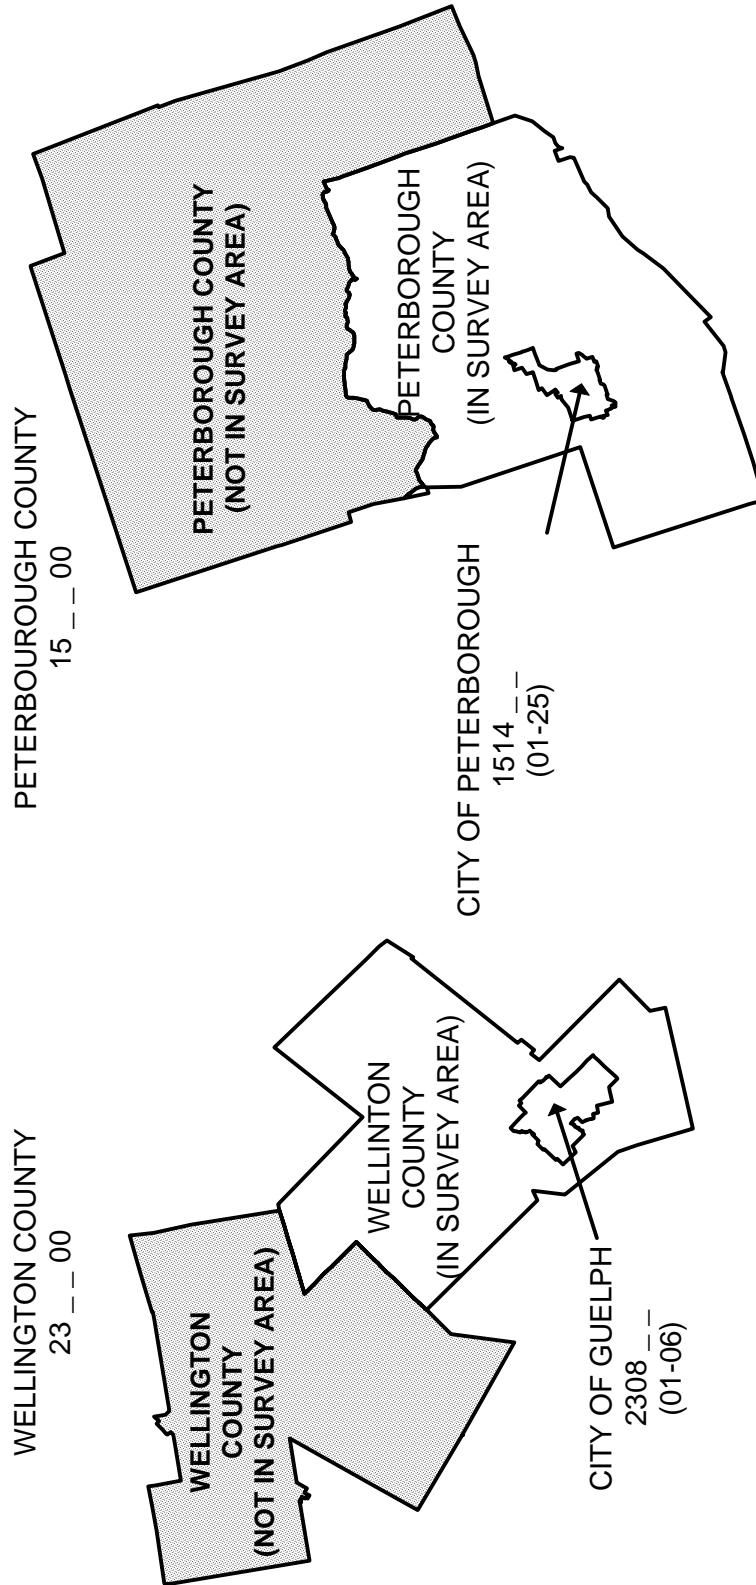 WELLINGTON COUNTY
23 _ _ 00
WELLINGTON
COUNTY
(NOT IN SURVEY AREA)
WELLINTON
COUNTY
(IN SURVEY AREA)
CITY OF GUELPH
2308 _ _
(01-06)
PETERBOUROUGH COUNTY
15 _ _ 00
PETERBOROUGH COUNTY
(NOT IN SURVEY AREA)
PETERBOROUGH
COUNTY
(IN SURVEY AREA)
CITY OF PETERBOROUGH
1514 _ _
(01-25)